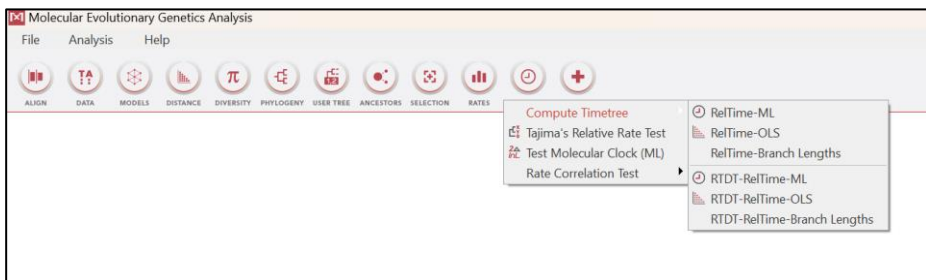 Molecular Evolutionary Genetics Analysis
File Analysis Help
TA
π
ALIGN DATA MODELS DISTANCE DIVERSITY PHYLOGENY USER TREE ANCESTORS SELECTION RATES
Compute Timetree
Tajima's Relative Rate Test
Test Molecular Clock (ML)
Rate Correlation Test
RelTime-ML
RelTime-OLS
RelTime-Branch Lengths
RTDT-RelTime-ML
RTDT-RelTime-OLS
RTDT-RelTime-Branch Lengths